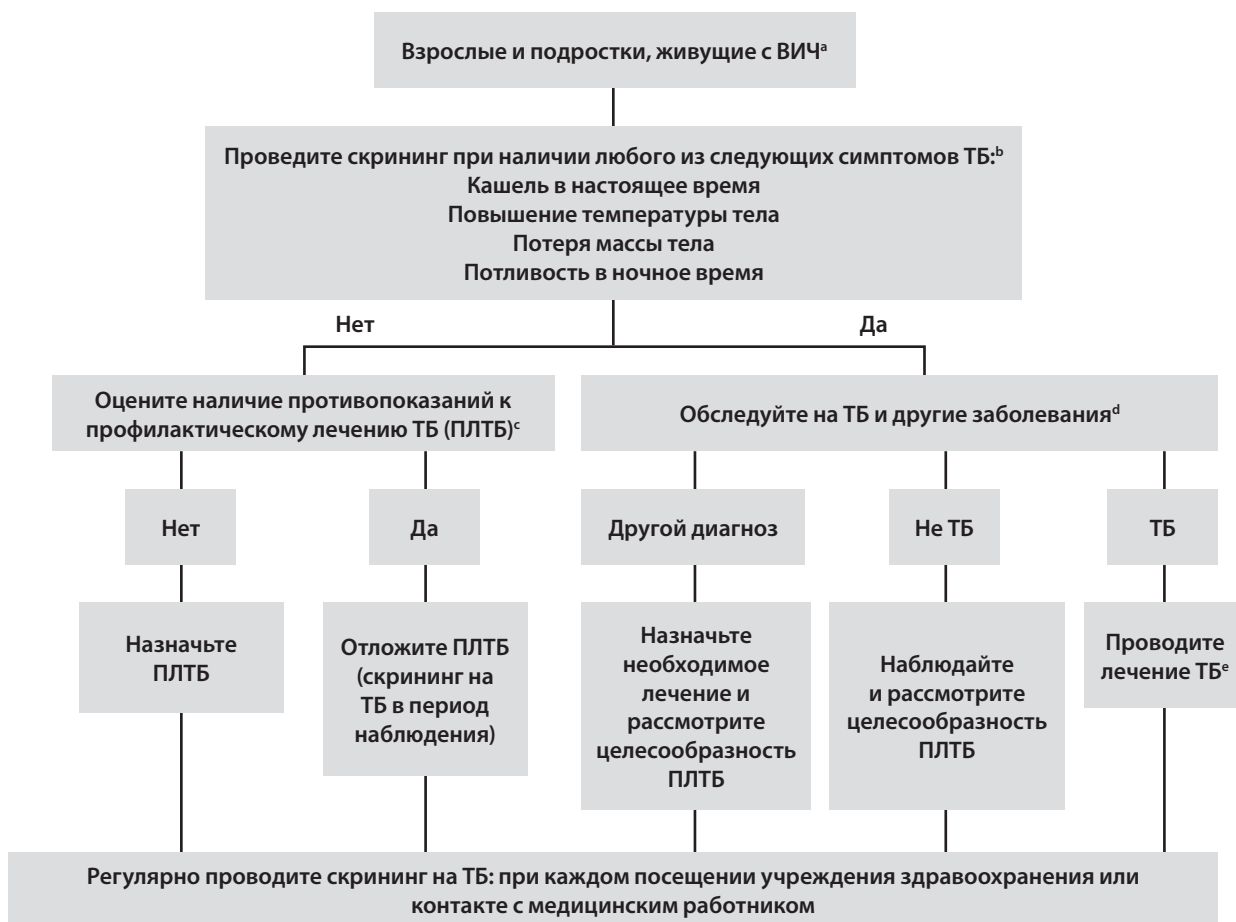 Взрослые и подростки, живущие с ВИЧᵃ
Проведите скрининг при наличии любого из следующих симптомов ТБ:ᵇ
Кашель в настоящее время
Повышение температуры тела
Потеря массы тела
Потливость в ночное время
Нет
Да
Оцените наличие противопоказаний к
профилактическому лечению ТБ (ПЛТБ)ᶜ
Обследуйте на ТБ и другие заболеванияᵈ
Нет
Да
Другой диагноз
Не ТБ
ТБ
Назначьте
ПЛТБ
Отложите ПЛТБ
(скрининг на
ТБ в период
наблюдения)
Назначьте
необходимое
лечение и
рассмотрите
целесообразность
ПЛТБ
Наблюдайте
и рассмотрите
целесообразность
ПЛТБ
Проводите
лечение ТБᵉ
Регулярно проводите скрининг на ТБ: при каждом посещении учреждения здравоохранения или
контакте с медицинским работником